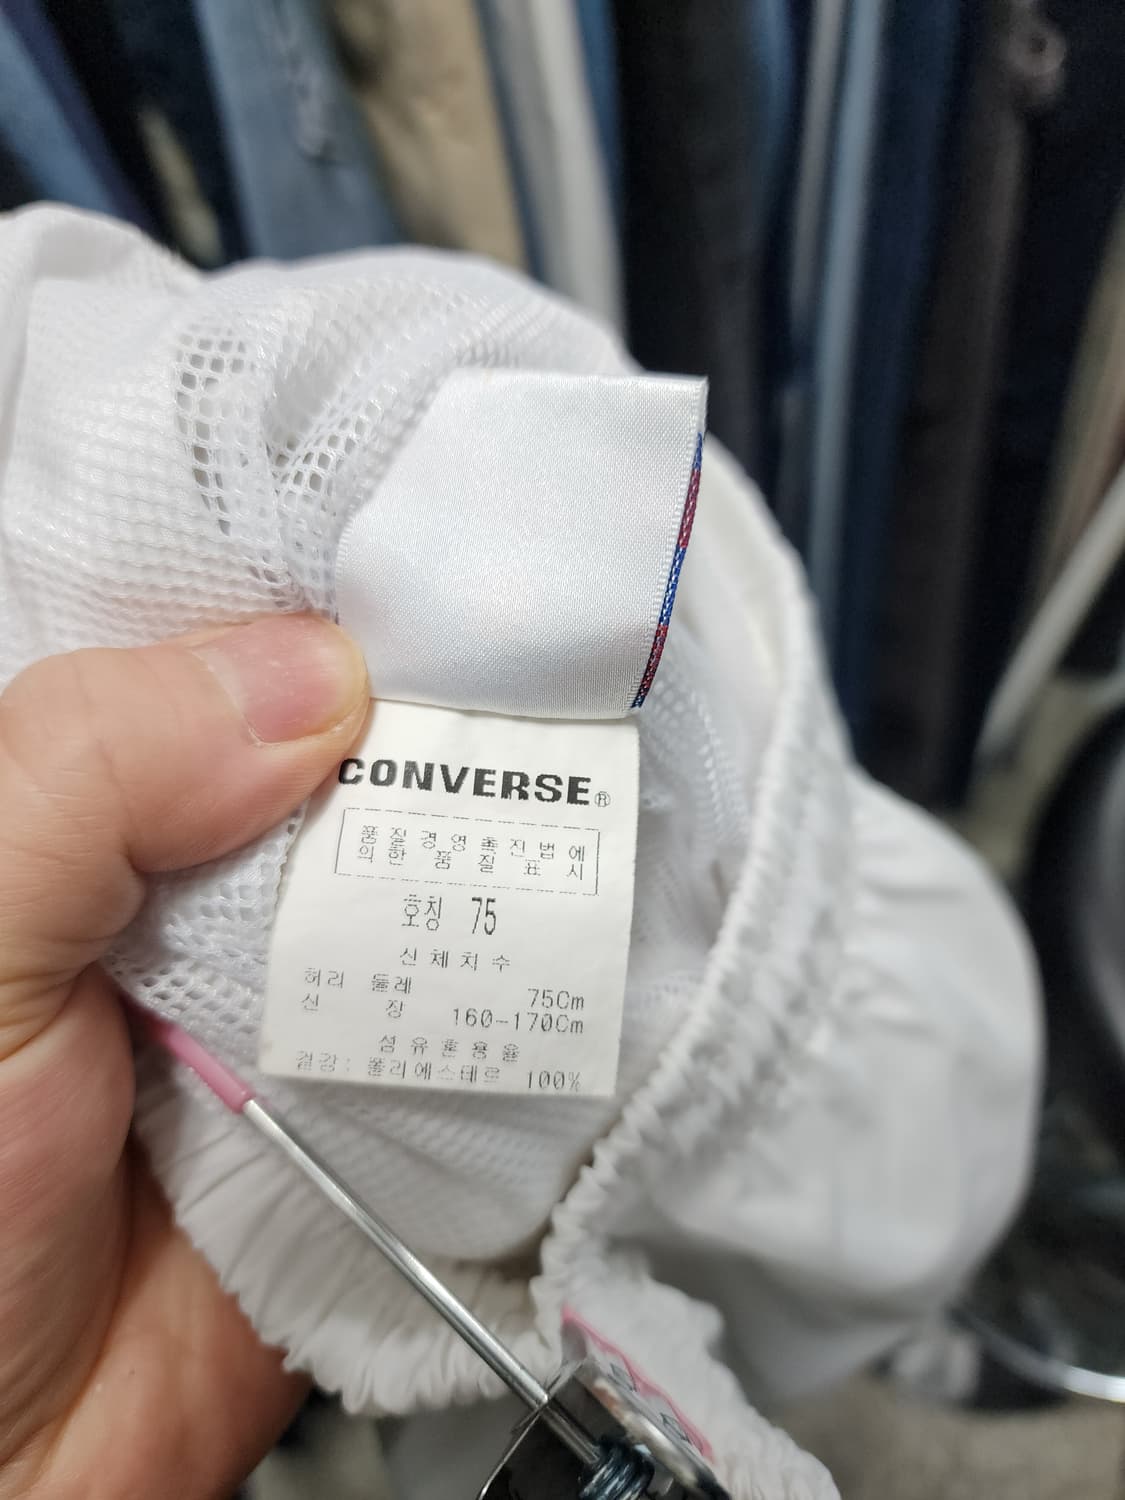 CONVERSE®
품질경영촉진법에
의한 품질표시
호칭 75
신체치수
허리 둘레 75Cm
신 장 160-170Cm
섬유혼용율
겉감: 폴리에스테르 100%